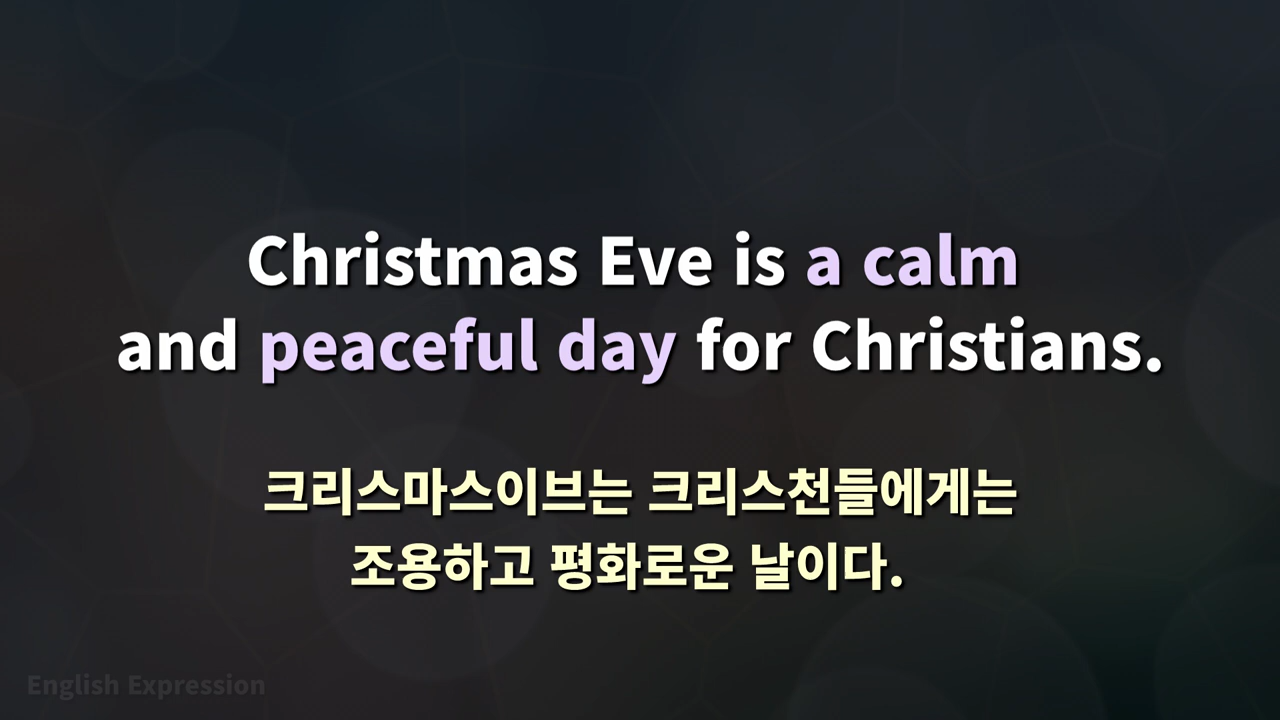 Christmas Eve is a calm
and peaceful day for Christians.
크리스마스이브는 크리스천들에게는
조용하고 평화로운 날이다.
English Expression